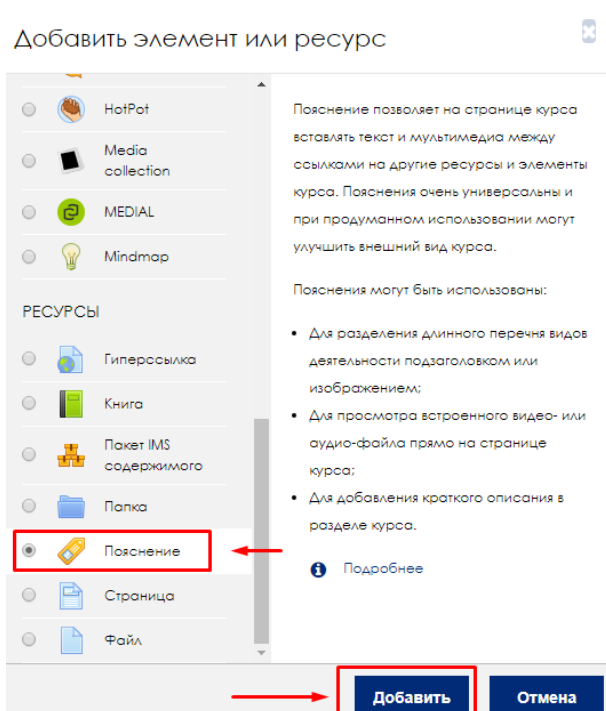 Добавить элемент или ресурс
HotPot
Media
collection
MEDIAL
Mindmap
РЕСУРСЫ
Гиперссылка
Книга
Пакет IMS
содержимого
Папка
Пояснение
Страница
Файл
Пояснение позволяет на странице курса
вставлять текст и мультимедиа между
ссылками на другие ресурсы и элементы
курса. Пояснения очень универсальны и
при продуманном использовании могут
улучшить внешний вид курса.
Пояснения могут быть использованы:
Для разделения длинного перечня видов
деятельности подзаголовком или
изображением;
Для просмотра встроенного видео- или
аудио-файла прямо на странице
курса;
Для добавления краткого описания в
разделе курса.
Подробнее
Добавить
Отмена